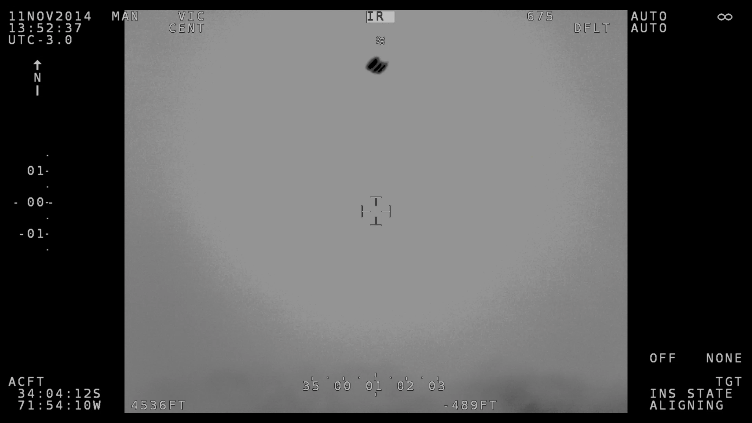 11NOV2014 MAN VIC IR 675 AUTO ∞
13:52:37 CENT DFLT AUTO
UTC-3.0
N
01
- 00-
-01
35 00 01 02 03
OFF NONE
ACFT TGT
34:04:12S INS STATE
71:54:10W 4536FT -489FT ALIGNING